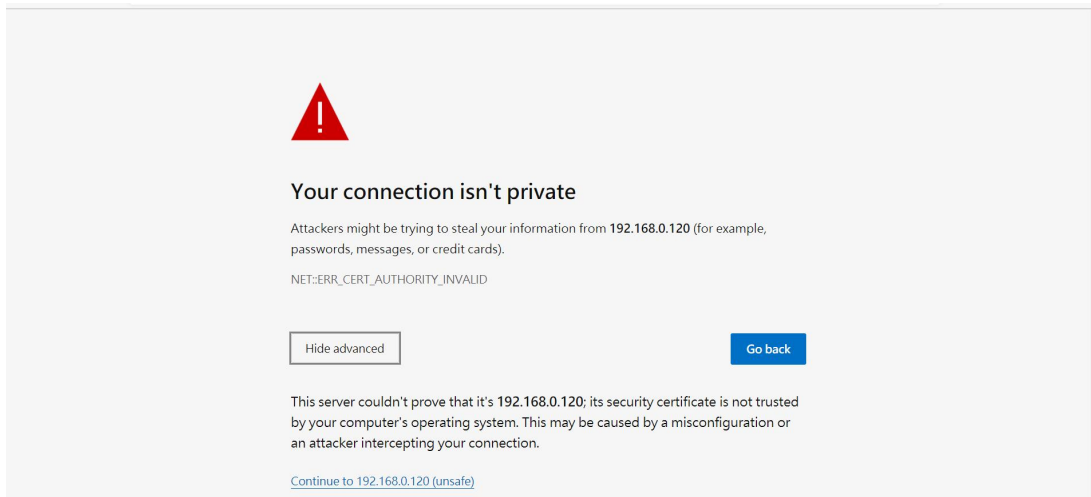 Your connection isn't private
Attackers might be trying to steal your information from 192.168.0.120 (for example,
passwords, messages, or credit cards).
NET::ERR_CERT_AUTHORITY_INVALID
Hide advanced
Go back
This server couldn't prove that it's 192.168.0.120; its security certificate is not trusted
by your computer's operating system. This may be caused by a misconfiguration or
an attacker intercepting your connection.
Continue to 192.168.0.120 (unsafe)